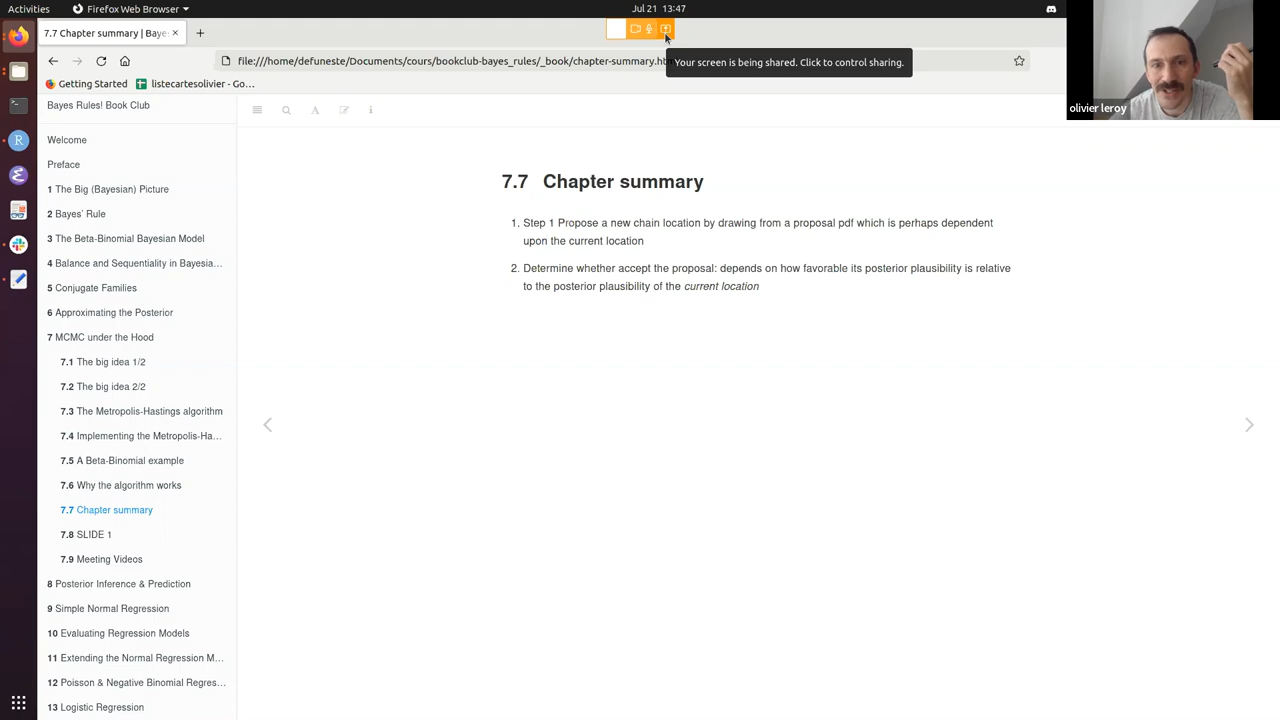 Activities
Firefox Web Browser
Jul 21 13:47
7.7 Chapter summary | Baye
file:///home/defuneste/Documents/cours/bookclub-bayes_rules/_book/chapter-summary.htm
Your screen is being shared. Click to control sharing.
Getting Started
listecartesolivier - Go…
olivier leroy
Bayes Rules! Book Club
Welcome
Preface
1 The Big (Bayesian) Picture
2 Bayes' Rule
3 The Beta-Binomial Bayesian Model
4 Balance and Sequentiality in Bayesia…
5 Conjugate Families
6 Approximating the Posterior
7 MCMC under the Hood
7.1 The big idea 1/2
7.2 The big idea 2/2
7.3 The Metropolis-Hastings algorithm
7.4 Implementing the Metropolis-Ha…
7.5 A Beta-Binomial example
7.6 Why the algorithm works
7.7 Chapter summary
7.8 SLIDE 1
7.9 Meeting Videos
8 Posterior Inference & Prediction
9 Simple Normal Regression
10 Evaluating Regression Models
11 Extending the Normal Regression M…
12 Poisson & Negative Binomial Regres…
13 Logistic Regression
7.7 Chapter summary
1. Step 1 Propose a new chain location by drawing from a proposal pdf which is perhaps dependent
upon the current location
2. Determine whether accept the proposal: depends on how favorable its posterior plausibility is relative
to the posterior plausibility of the current location